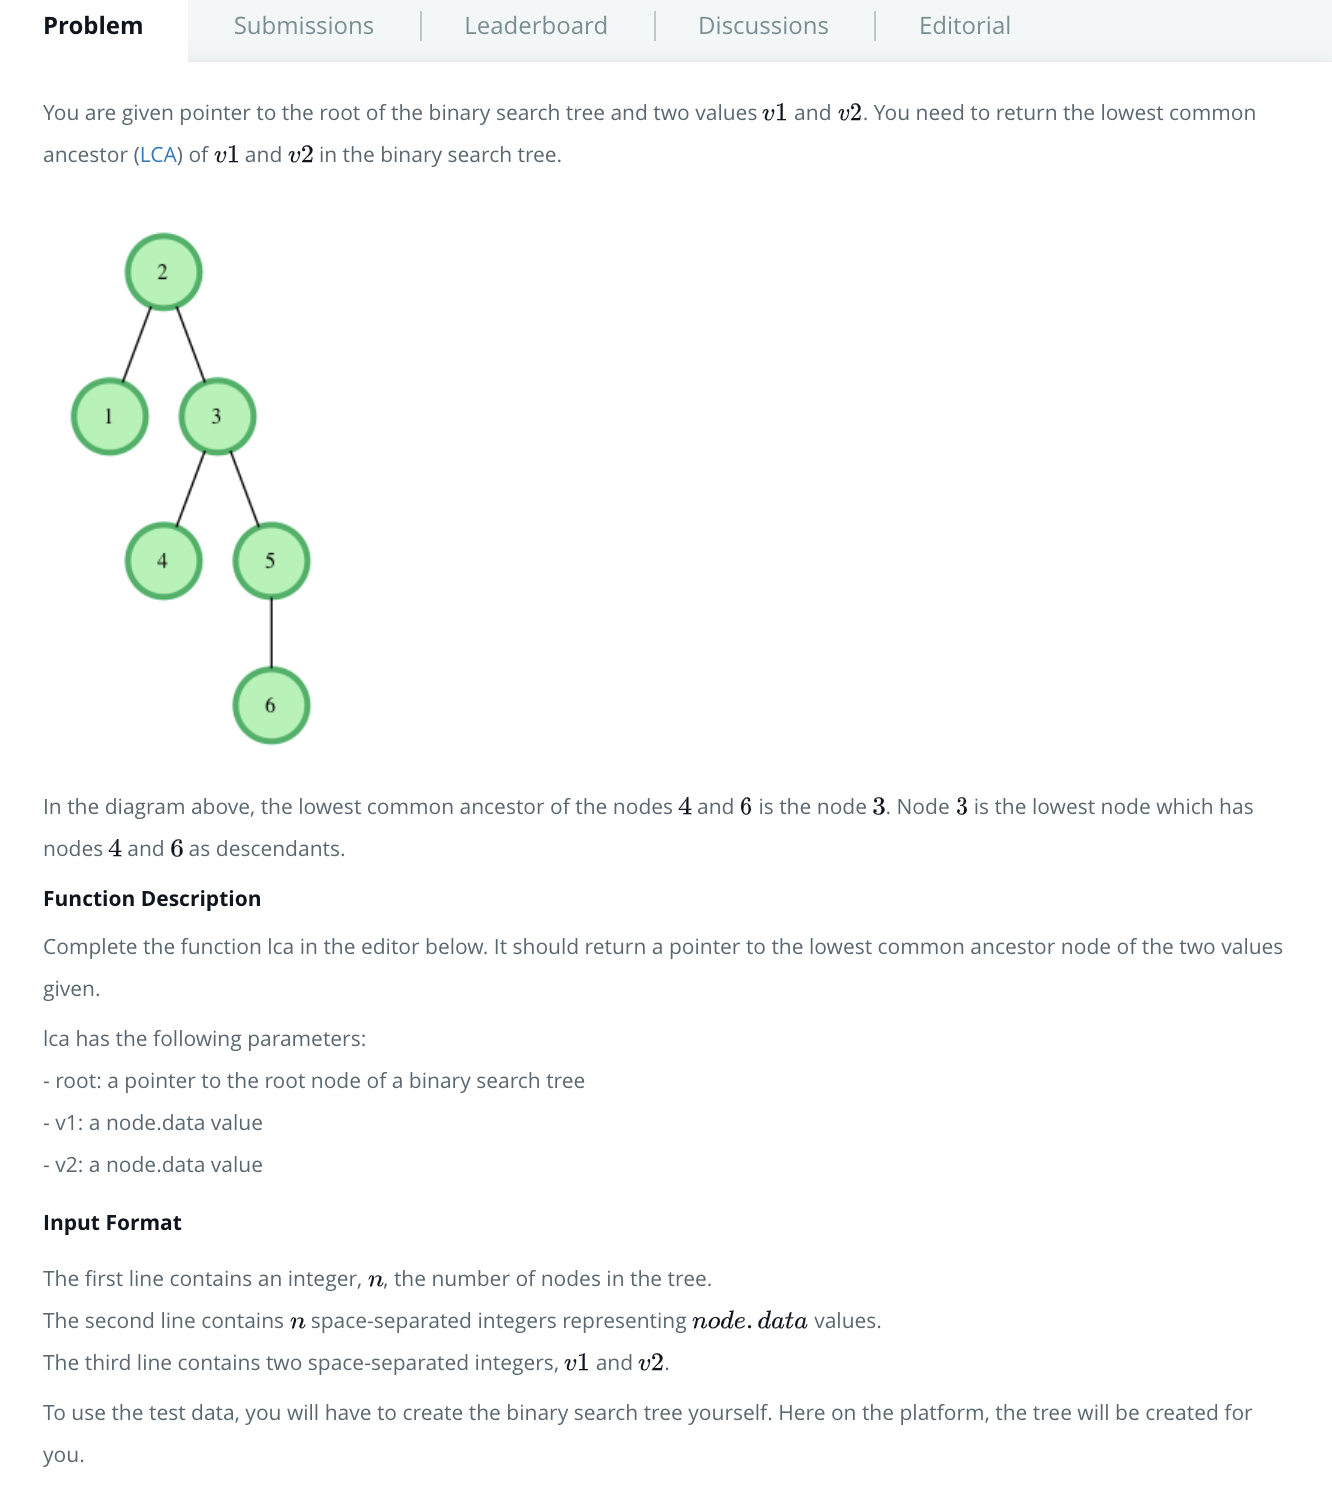 Problem
Submissions
Leaderboard
Discussions
Editorial
You are given pointer to the root of the binary search tree and two values v1 and v2. You need to return the lowest common
ancestor (LCA) of v1 and v2 in the binary search tree.
2
1
3
4
5
6
In the diagram above, the lowest common ancestor of the nodes 4 and 6 is the node 3. Node 3 is the lowest node which has
nodes 4 and 6 as descendants.
Function Description
Complete the function lca in the editor below. It should return a pointer to the lowest common ancestor node of the two values
given.
lca has the following parameters:
- root: a pointer to the root node of a binary search tree
- v1: a node.data value
- v2: a node.data value
Input Format
The first line contains an integer, n, the number of nodes in the tree.
The second line contains n space-separated integers representing node.data values.
The third line contains two space-separated integers, v1 and v2.
To use the test data, you will have to create the binary search tree yourself. Here on the platform, the tree will be created for
you.